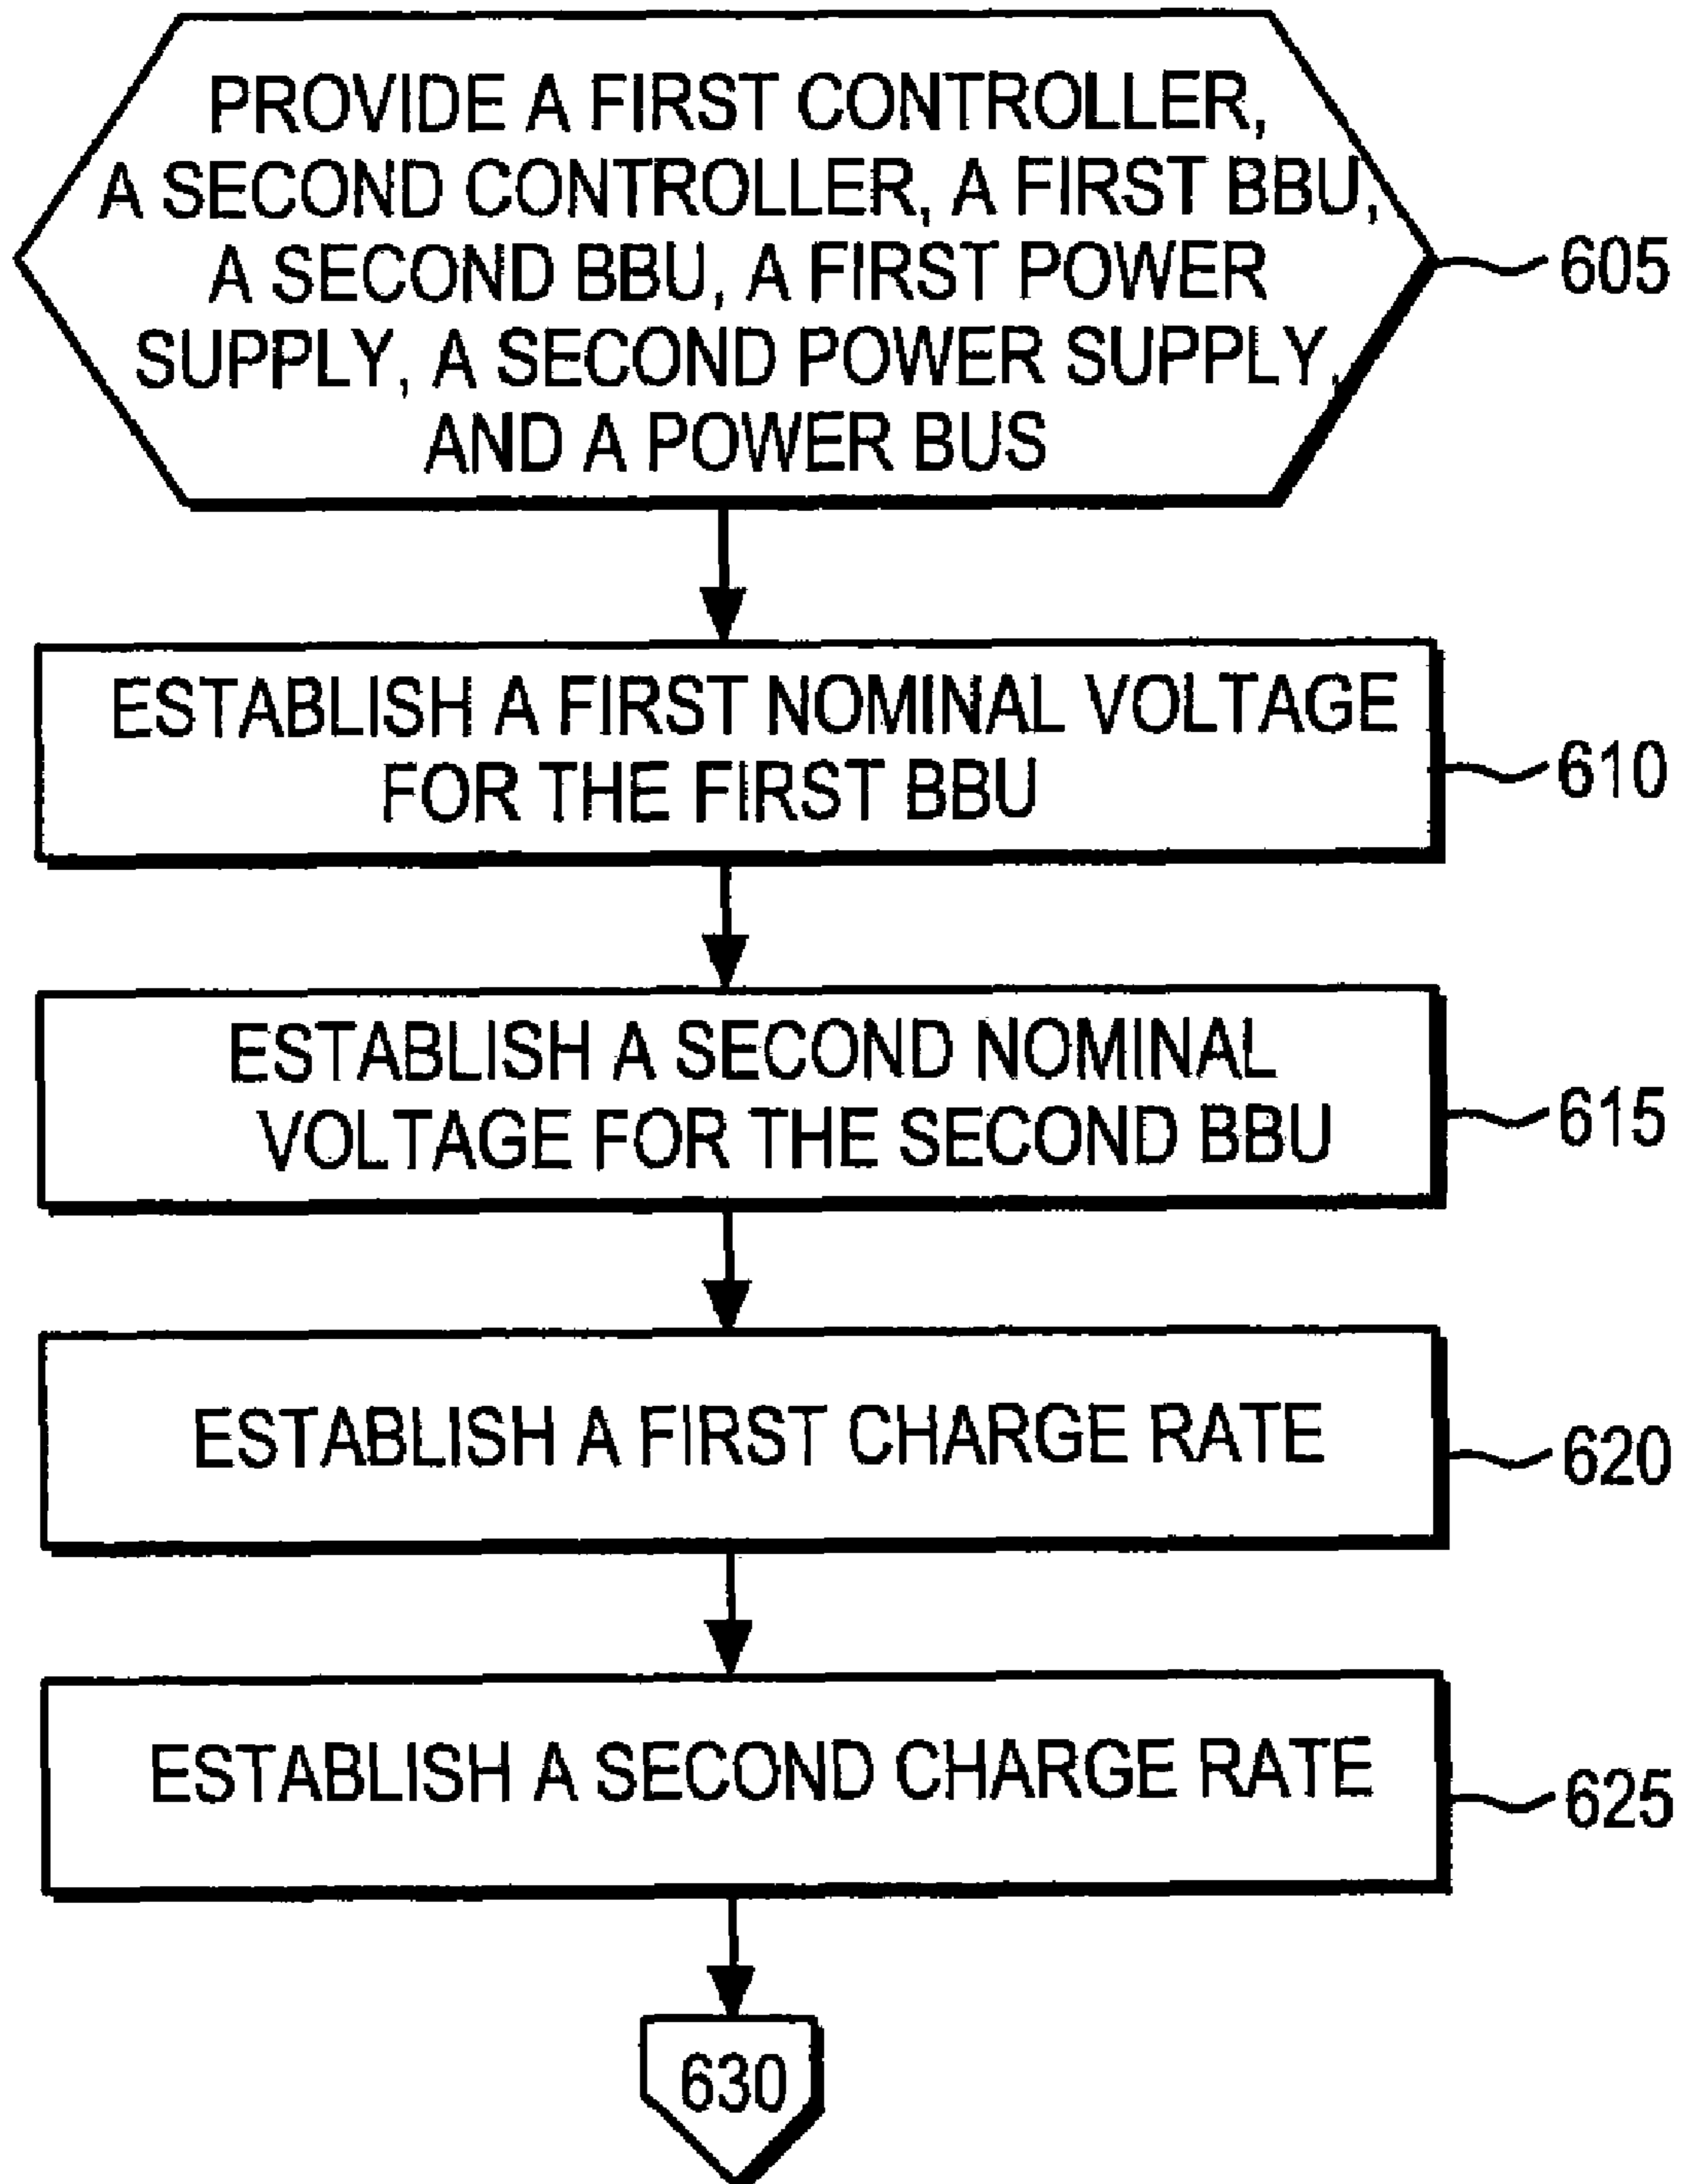 PROVIDE A FIRST CONTROLLER,
A SECOND CONTROLLER, A FIRST BBU,
A SECOND BBU, A FIRST POWER
SUPPLY, A SECOND POWER SUPPLY,
AND A POWER BUS
605
ESTABLISH A FIRST NOMINAL VOLTAGE
FOR THE FIRST BBU
610
ESTABLISH A SECOND NOMINAL
VOLTAGE FOR THE SECOND BBU
615
ESTABLISH A FIRST CHARGE RATE
620
ESTABLISH A SECOND CHARGE RATE
625
630